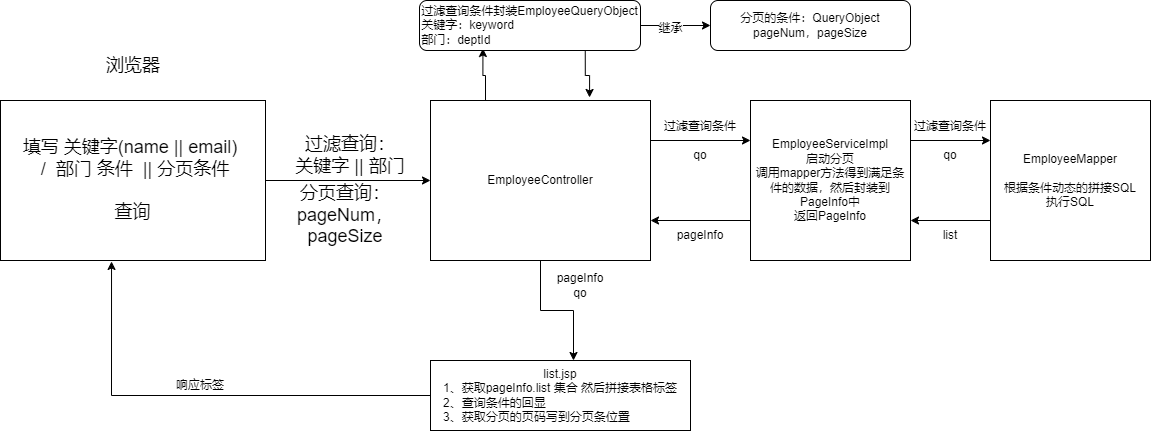 过滤查询条件封装EmployeeQueryObject
关键字：keyword
部门：deptId
继承
分页的条件：QueryObject
pageNum，pageSize
浏览器
填写 关键字(name || email)
/ 部门 条件 || 分页条件
查询
过滤查询：
关键字 || 部门
分页查询：
pageNum，
pageSize
EmployeeController
过滤查询条件
qo
pageInfo
EmployeeServiceImpl
启动分页
调用mapper方法得到满足条
件的数据，然后封装到
PageInfo中
返回PageInfo
过滤查询条件
qo
list
EmployeeMapper
根据条件动态的拼接SQL
执行SQL
pageInfo
qo
list.jsp
1、获取pageInfo.list 集合 然后拼接表格标签
2、查询条件的回显
3、获取分页的页码写到分页条位置
响应标签